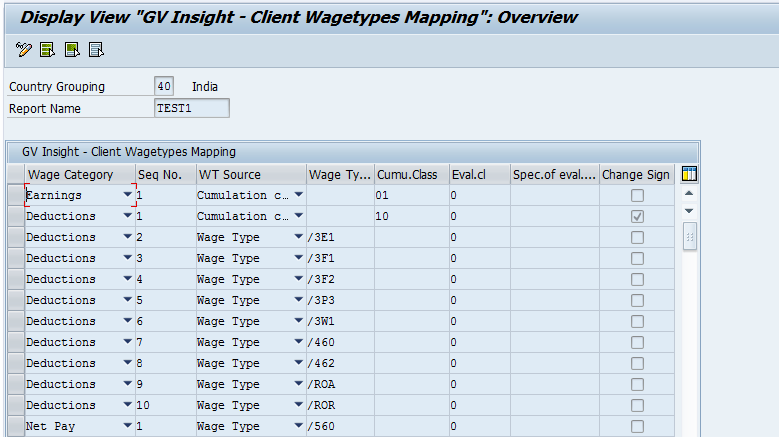 Display View "GV Insight - Client Wagetypes Mapping": Overview
Country Grouping 40 India
Report Name TEST1
GV Insight - Client Wagetypes Mapping
Wage Category Seq No. WT Source Wage Ty... Cumu.Class Eval.cl Spec.of eval.... Change Sign
Earnings 1 Cumulation c… 01 0
Deductions 1 Cumulation c… 10 0
Deductions 2 Wage Type /3E1 0
Deductions 3 Wage Type /3F1 0
Deductions 4 Wage Type /3F2 0
Deductions 5 Wage Type /3P3 0
Deductions 6 Wage Type /3W1 0
Deductions 7 Wage Type /460 0
Deductions 8 Wage Type /462 0
Deductions 9 Wage Type /ROA 0
Deductions 10 Wage Type /ROR 0
Net Pay 1 Wage Type /560 0